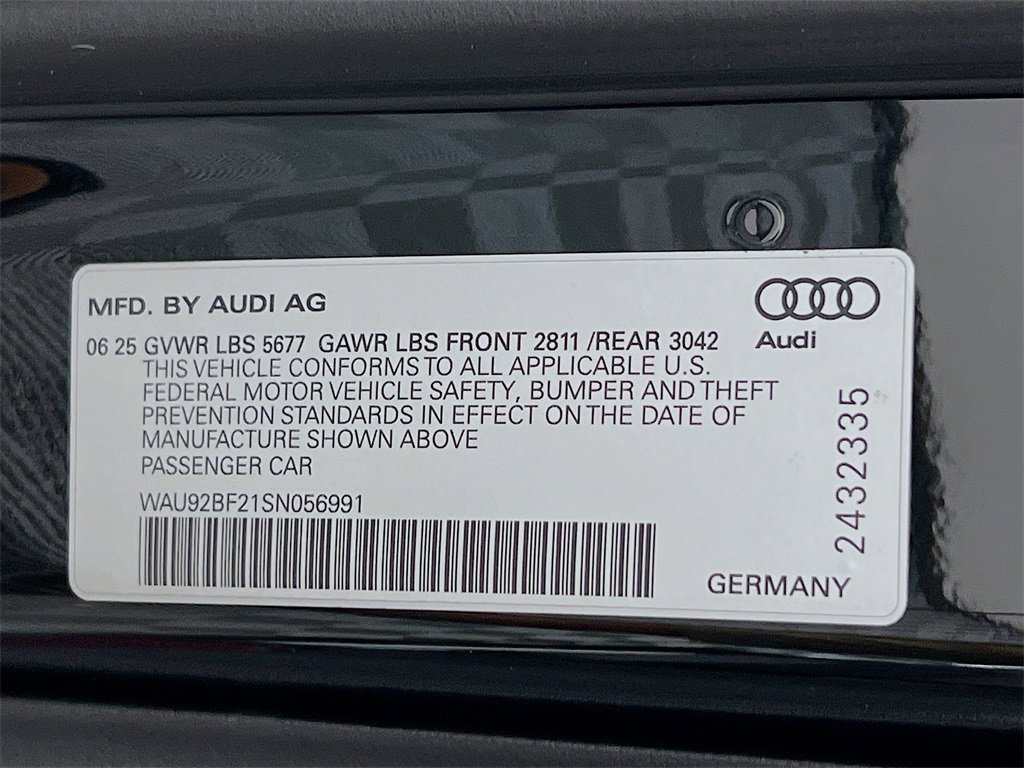 MFD. BY AUDI AG
Audi
06 25 GVWR LBS 5677 GAWR LBS FRONT 2811 /REAR 3042
THIS VEHICLE CONFORMS TO ALL APPLICABLE U.S.
FEDERAL MOTOR VEHICLE SAFETY, BUMPER AND THEFT
PREVENTION STANDARDS IN EFFECT ON THE DATE OF
MANUFACTURE SHOWN ABOVE
PASSENGER CAR
WAU92BF21SN056991
2432335
GERMANY